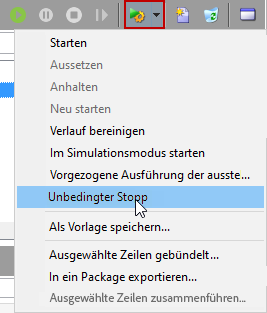 Starten
Aussetzen
Anhalten
Neu starten
Verlauf bereinigen
Im Simulationsmodus starten
Vorgezogene Ausführung der ausste...
Unbedingter Stopp
Als Vorlage speichern...
Ausgewählte Zeilen gebündelt...
In ein Package exportieren...
Ausgewählte Zeilen zusammenführen...